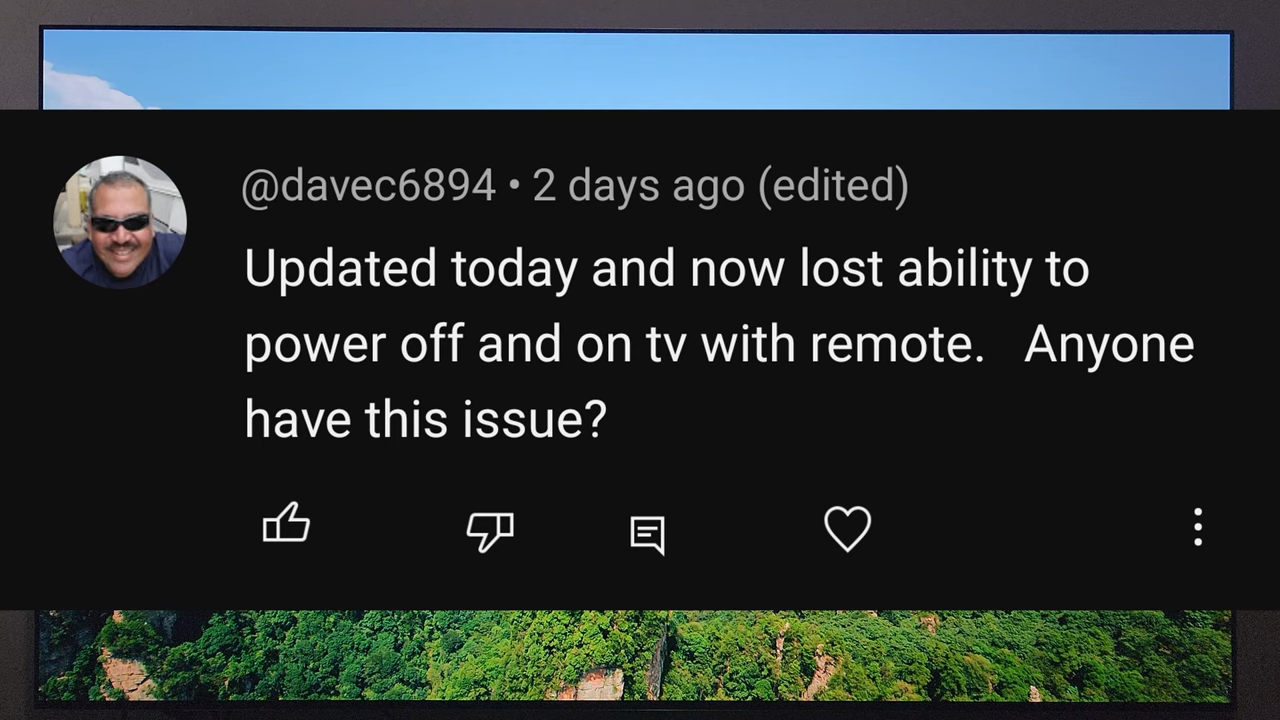 @davec6894 • 2 days ago (edited)
Updated today and now lost ability to
power off and on tv with remote.   Anyone
have this issue?